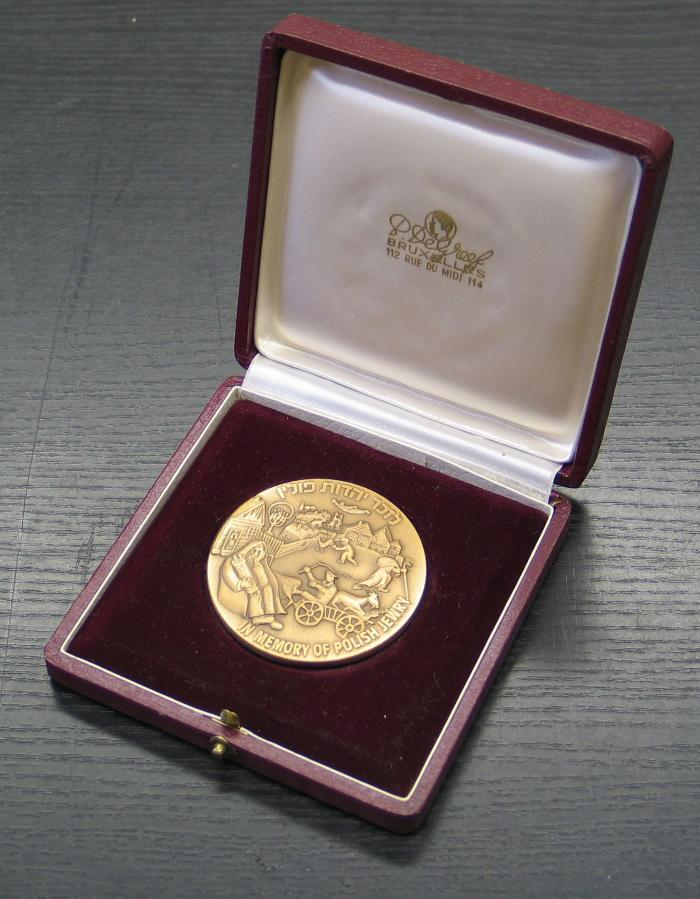 P. DeGreef
BRUXELLES
112 RUE DU MIDI 114
לזכר יהדות פולין
IN MEMORY OF POLISH JEWRY